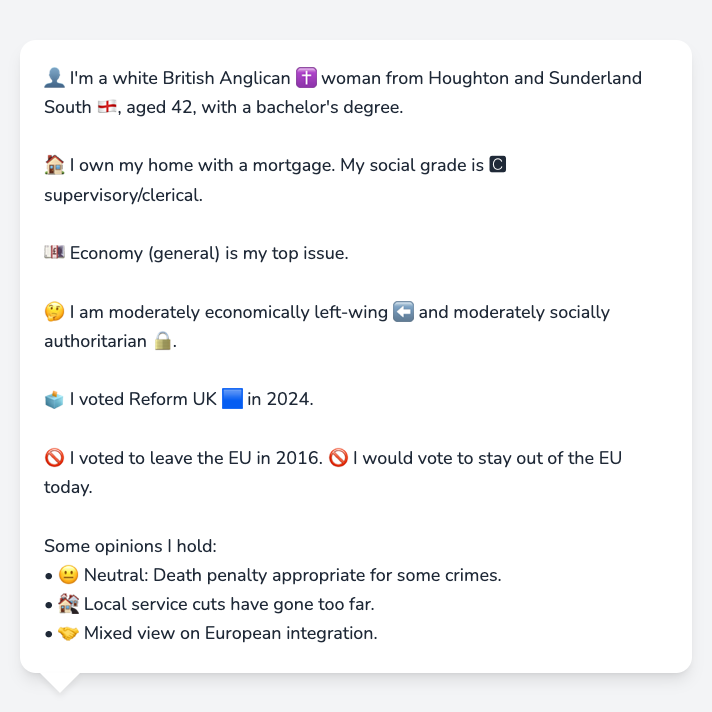 👤 I'm a white British Anglican ✝️ woman from Houghton and Sunderland
South 🏴󠁧󠁢󠁥󠁮󠁧󠁿, aged 42, with a bachelor's degree.
🏠 I own my home with a mortgage. My social grade is 🅲
supervisory/clerical.
💷 Economy (general) is my top issue.
🤔 I am moderately economically left-wing ⬅️ and moderately socially
authoritarian 🔒.
🗳️ I voted Reform UK 🟦 in 2024.
🚫 I voted to leave the EU in 2016. 🚫 I would vote to stay out of the EU
today.
Some opinions I hold:
• 😐 Neutral: Death penalty appropriate for some crimes.
• 🏚️ Local service cuts have gone too far.
• 🤝 Mixed view on European integration.